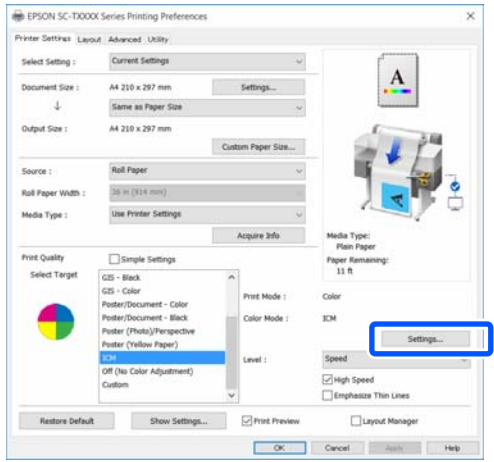 EPSON SC-TXXXX Series Printing Preferences
Printer Settings Layout Advanced Utility
Select Setting : Current Settings
Document Size : A4 210 x 297 mm Settings...
Same as Paper Size
Output Size : A4 210 x 297 mm
Custom Paper Size...
Source : Roll Paper
Roll Paper Width : 36 in (914 mm)
Media Type : Use Printer Settings
Acquire Info
A
Media Type:
Plain Paper
Paper Remaining:
11 ft
Print Quality Simple Settings
Select Target
GIS - Black
GIS - Color
Poster/Document - Color
Poster/Document - Black
Poster (Photo)/Perspective
Poster (Yellow Paper)
ICM
Off (No Color Adjustment)
Custom
Print Mode : Color
Color Mode : ICM
Settings...
Level : Speed
High Speed
Emphasize Thin Lines
Restore Default Show Settings... Print Preview Layout Manager
OK Cancel Apply Help